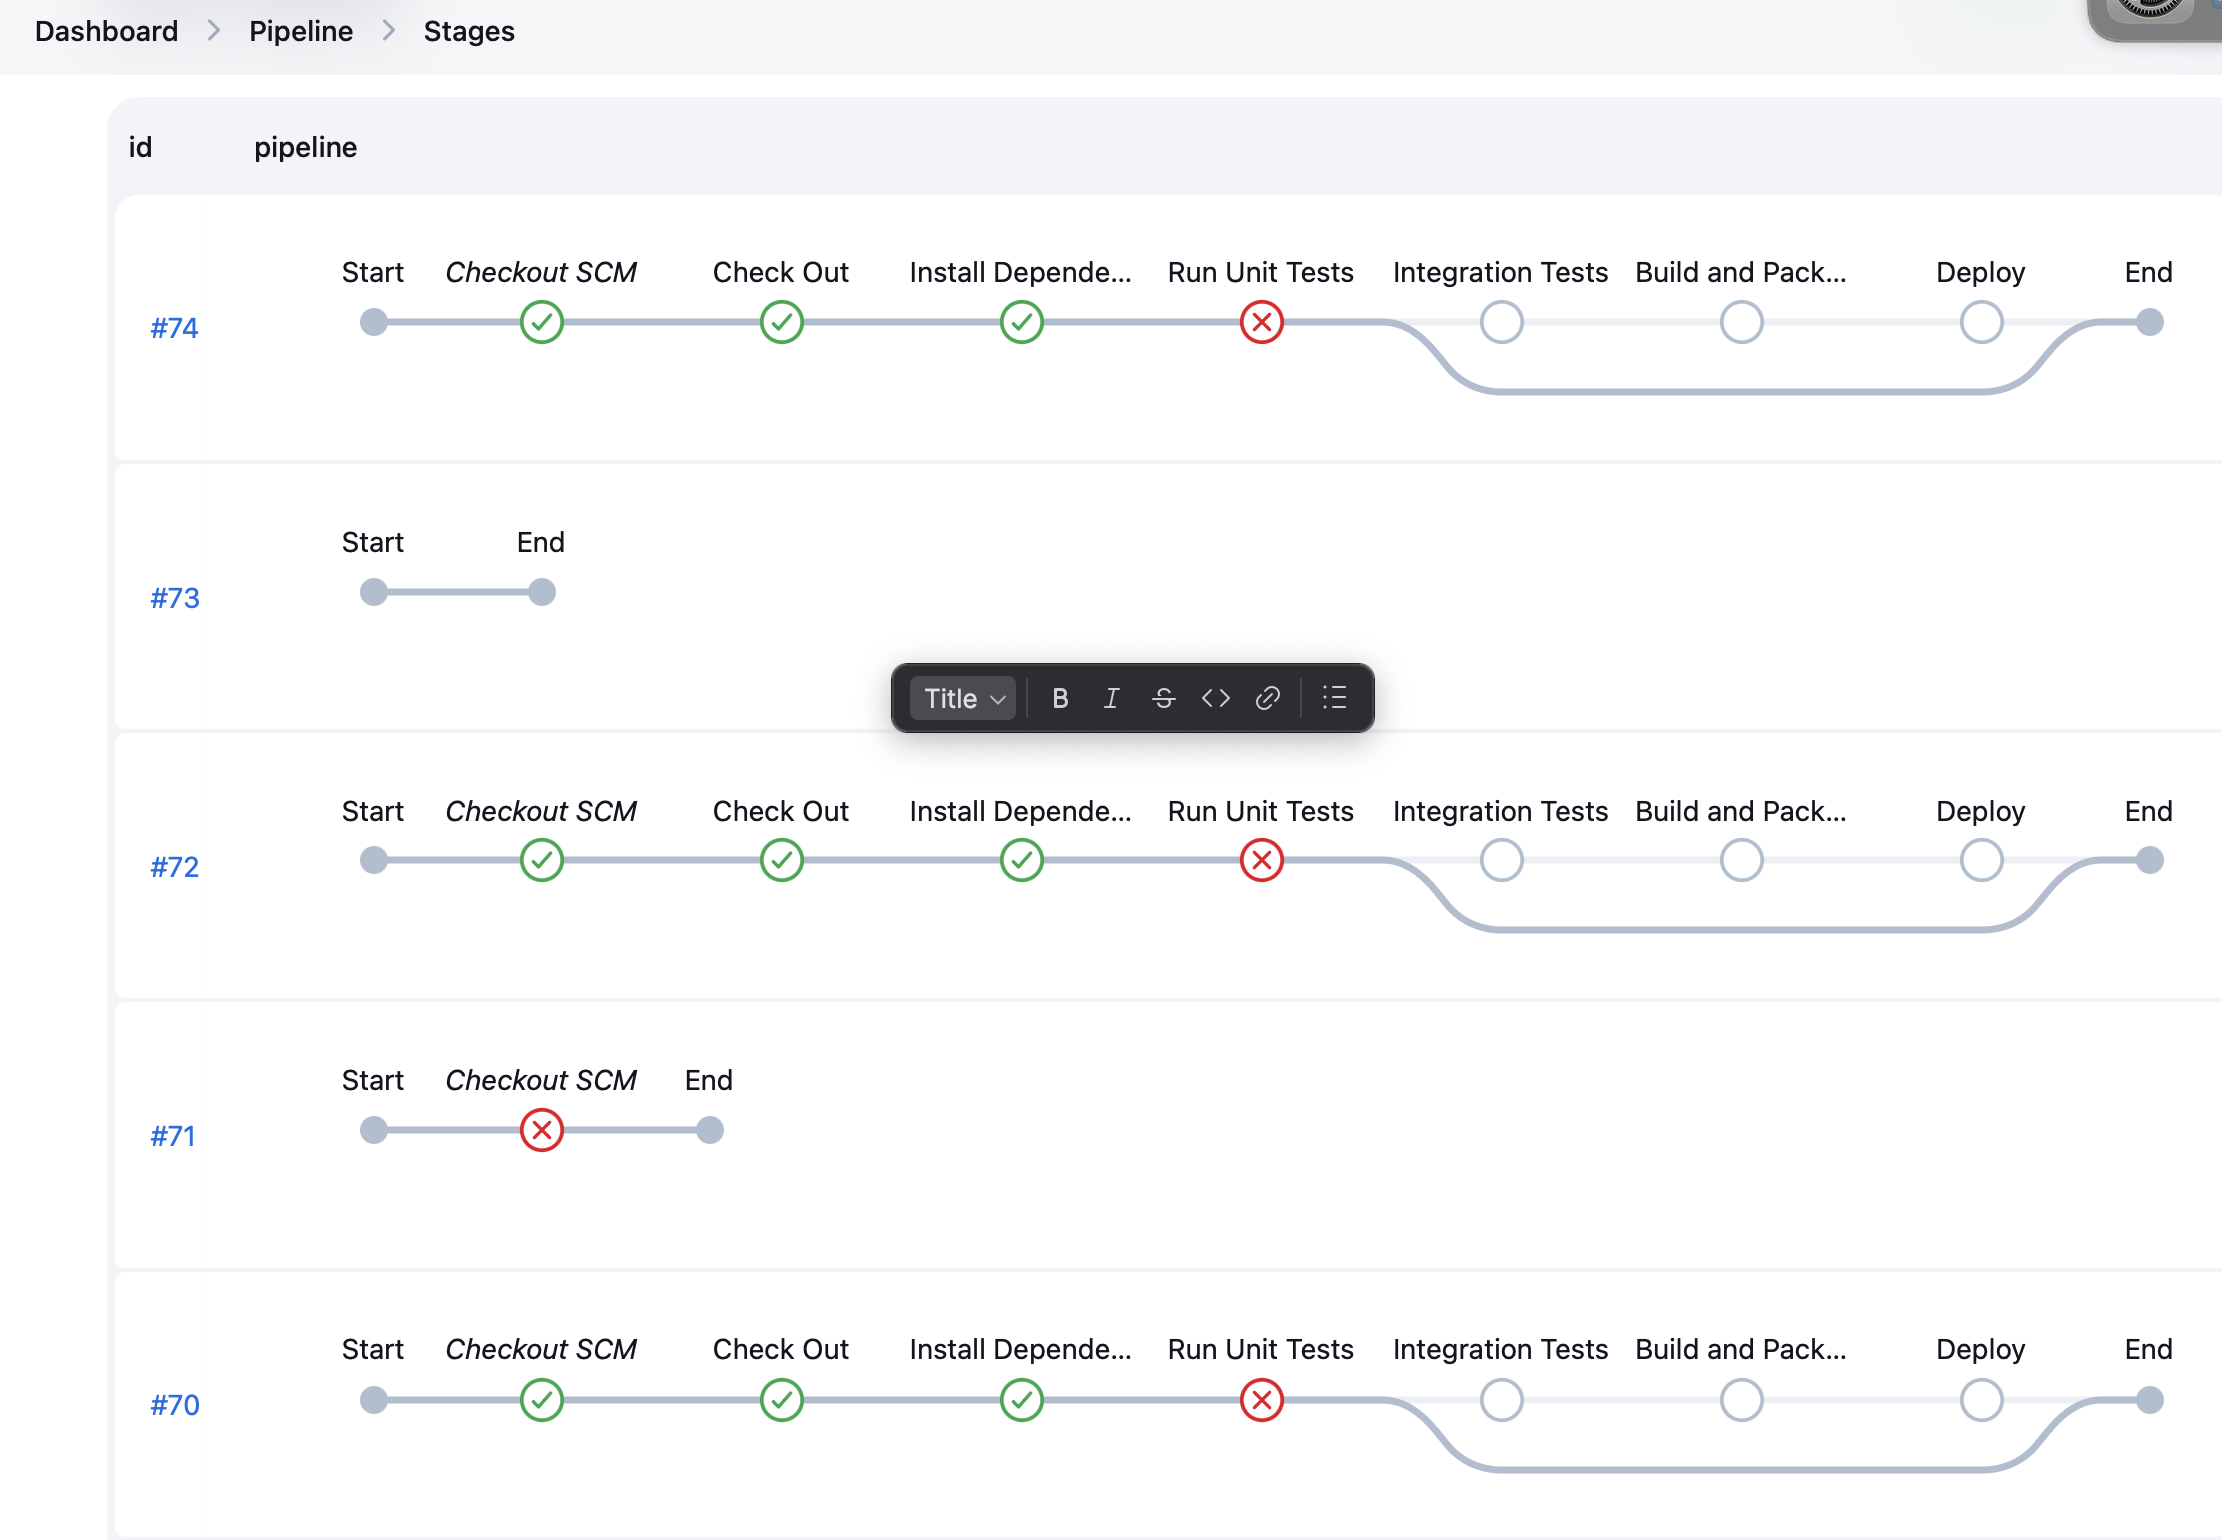 Dashboard > Pipeline > Stages
id pipeline
Start Checkout SCM Check Out Install Depende... Run Unit Tests Integration Tests Build and Pack... Deploy End
#74
Start End
#73
Title B I S <>
Start Checkout SCM Check Out Install Depende... Run Unit Tests Integration Tests Build and Pack... Deploy End
#72
Start Checkout SCM End
#71
Start Checkout SCM Check Out Install Depende... Run Unit Tests Integration Tests Build and Pack... Deploy End
#70